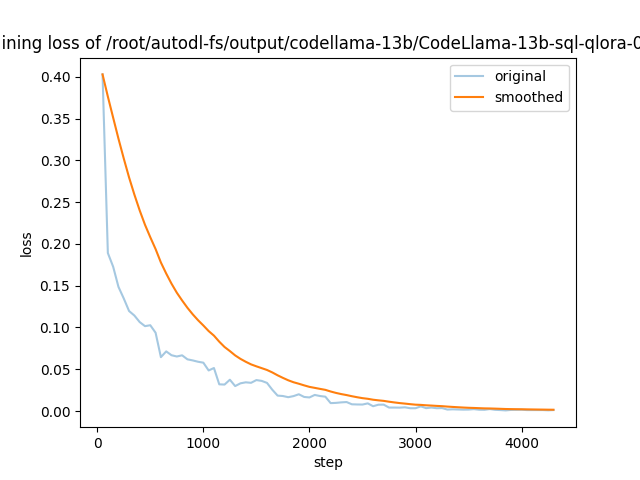 ining loss of /root/autodl-fs/output/codellama-13b/CodeLlama-13b-sql-qlora-0
original
smoothed
0.40
0.35
0.30
0.25
0.20
0.15
0.10
0.05
0.00
loss
0 1000 2000 3000 4000
step